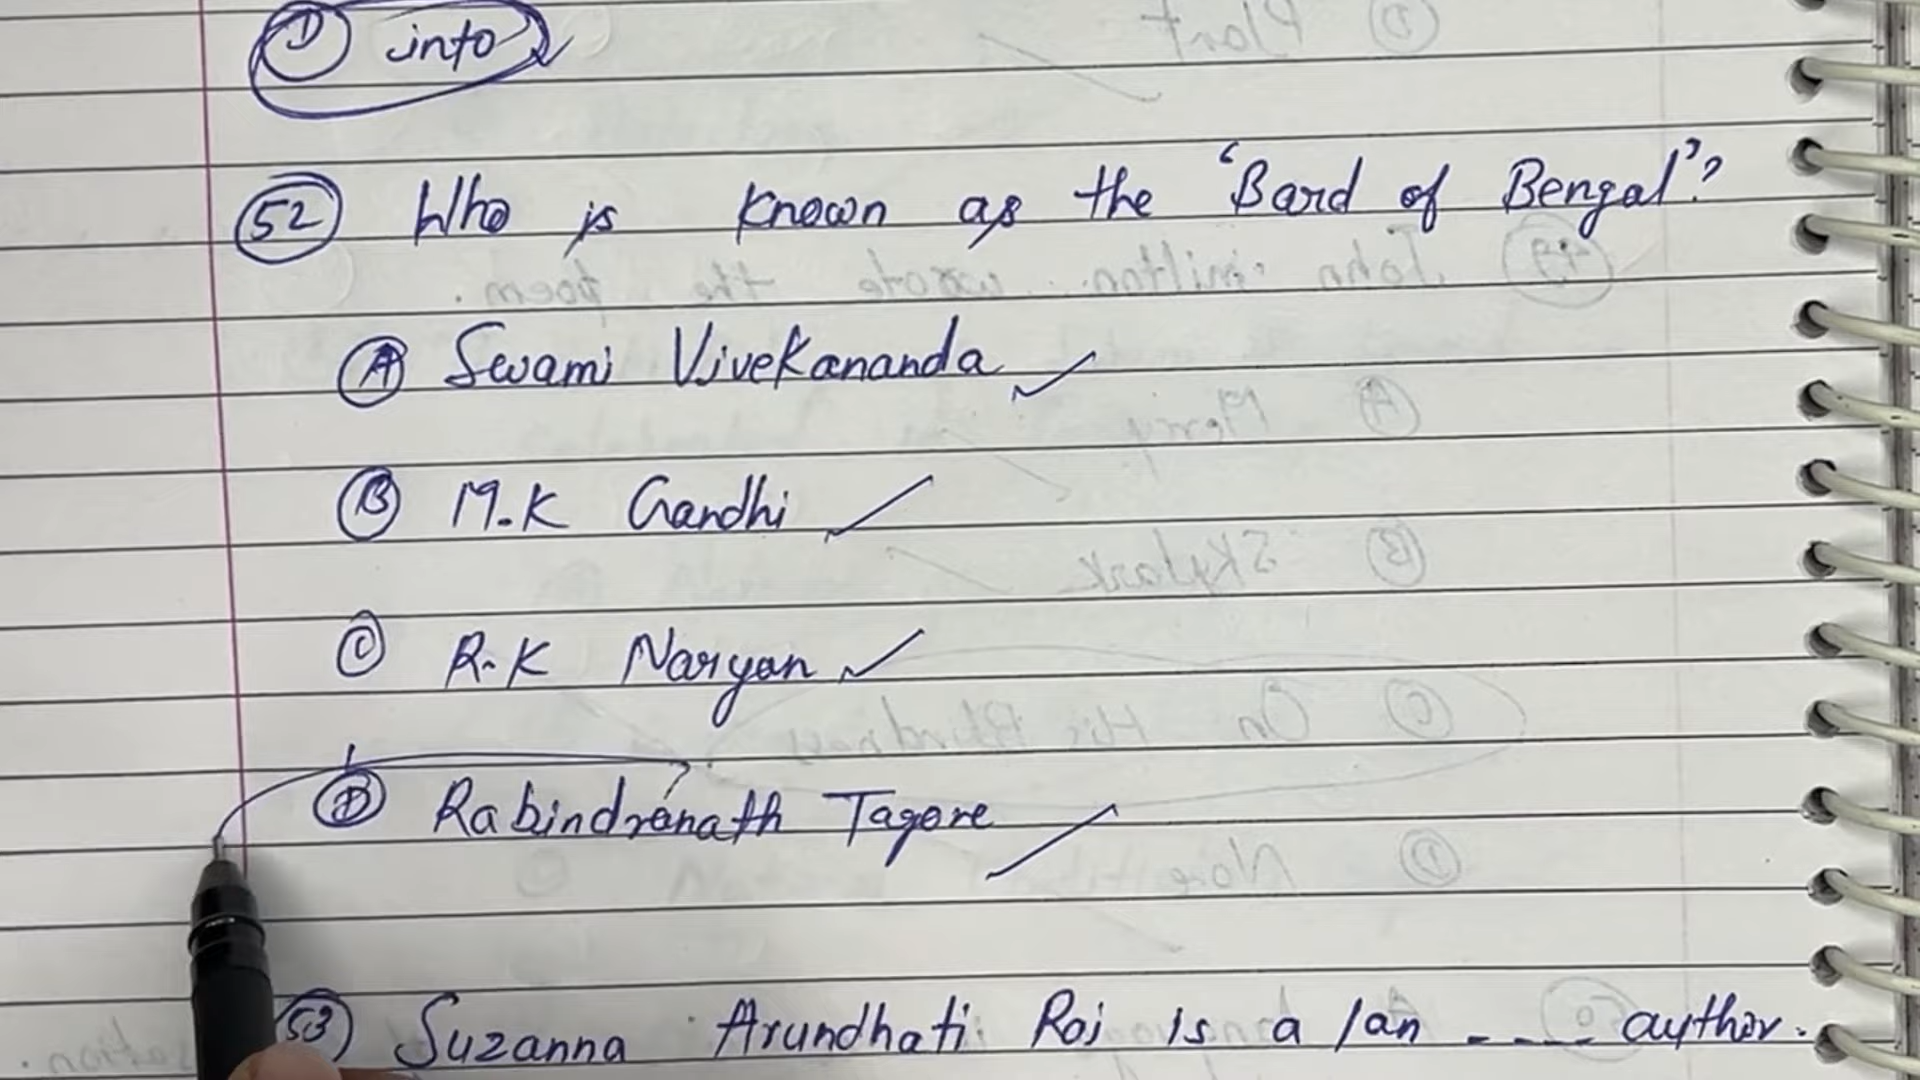 D into
52 Who is known as the 'Bard of Bengal'?
A Swami Vivekananda
B M.K Gandhi
C R.K Naryan
D Rabindranath Tagore
53 Suzanna Arundhati Roi is a /an ---- author.